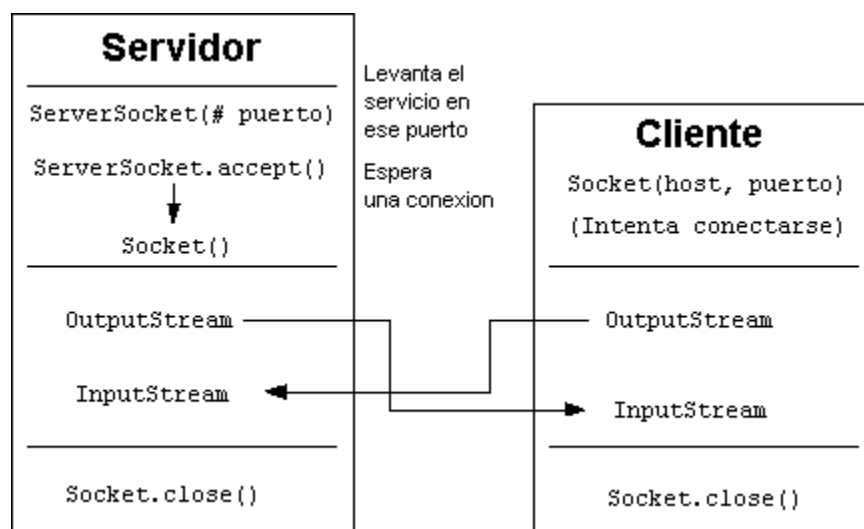 Servidor
ServerSocket(# puerto)
ServerSocket.accept()
Socket()
OutputStream
InputStream
Socket.close()
Levanta el
servicio en
ese puerto
Espera
una conexion
Cliente
Socket(host, puerto)
(Intenta conectarse)
OutputStream
InputStream
Socket.close()